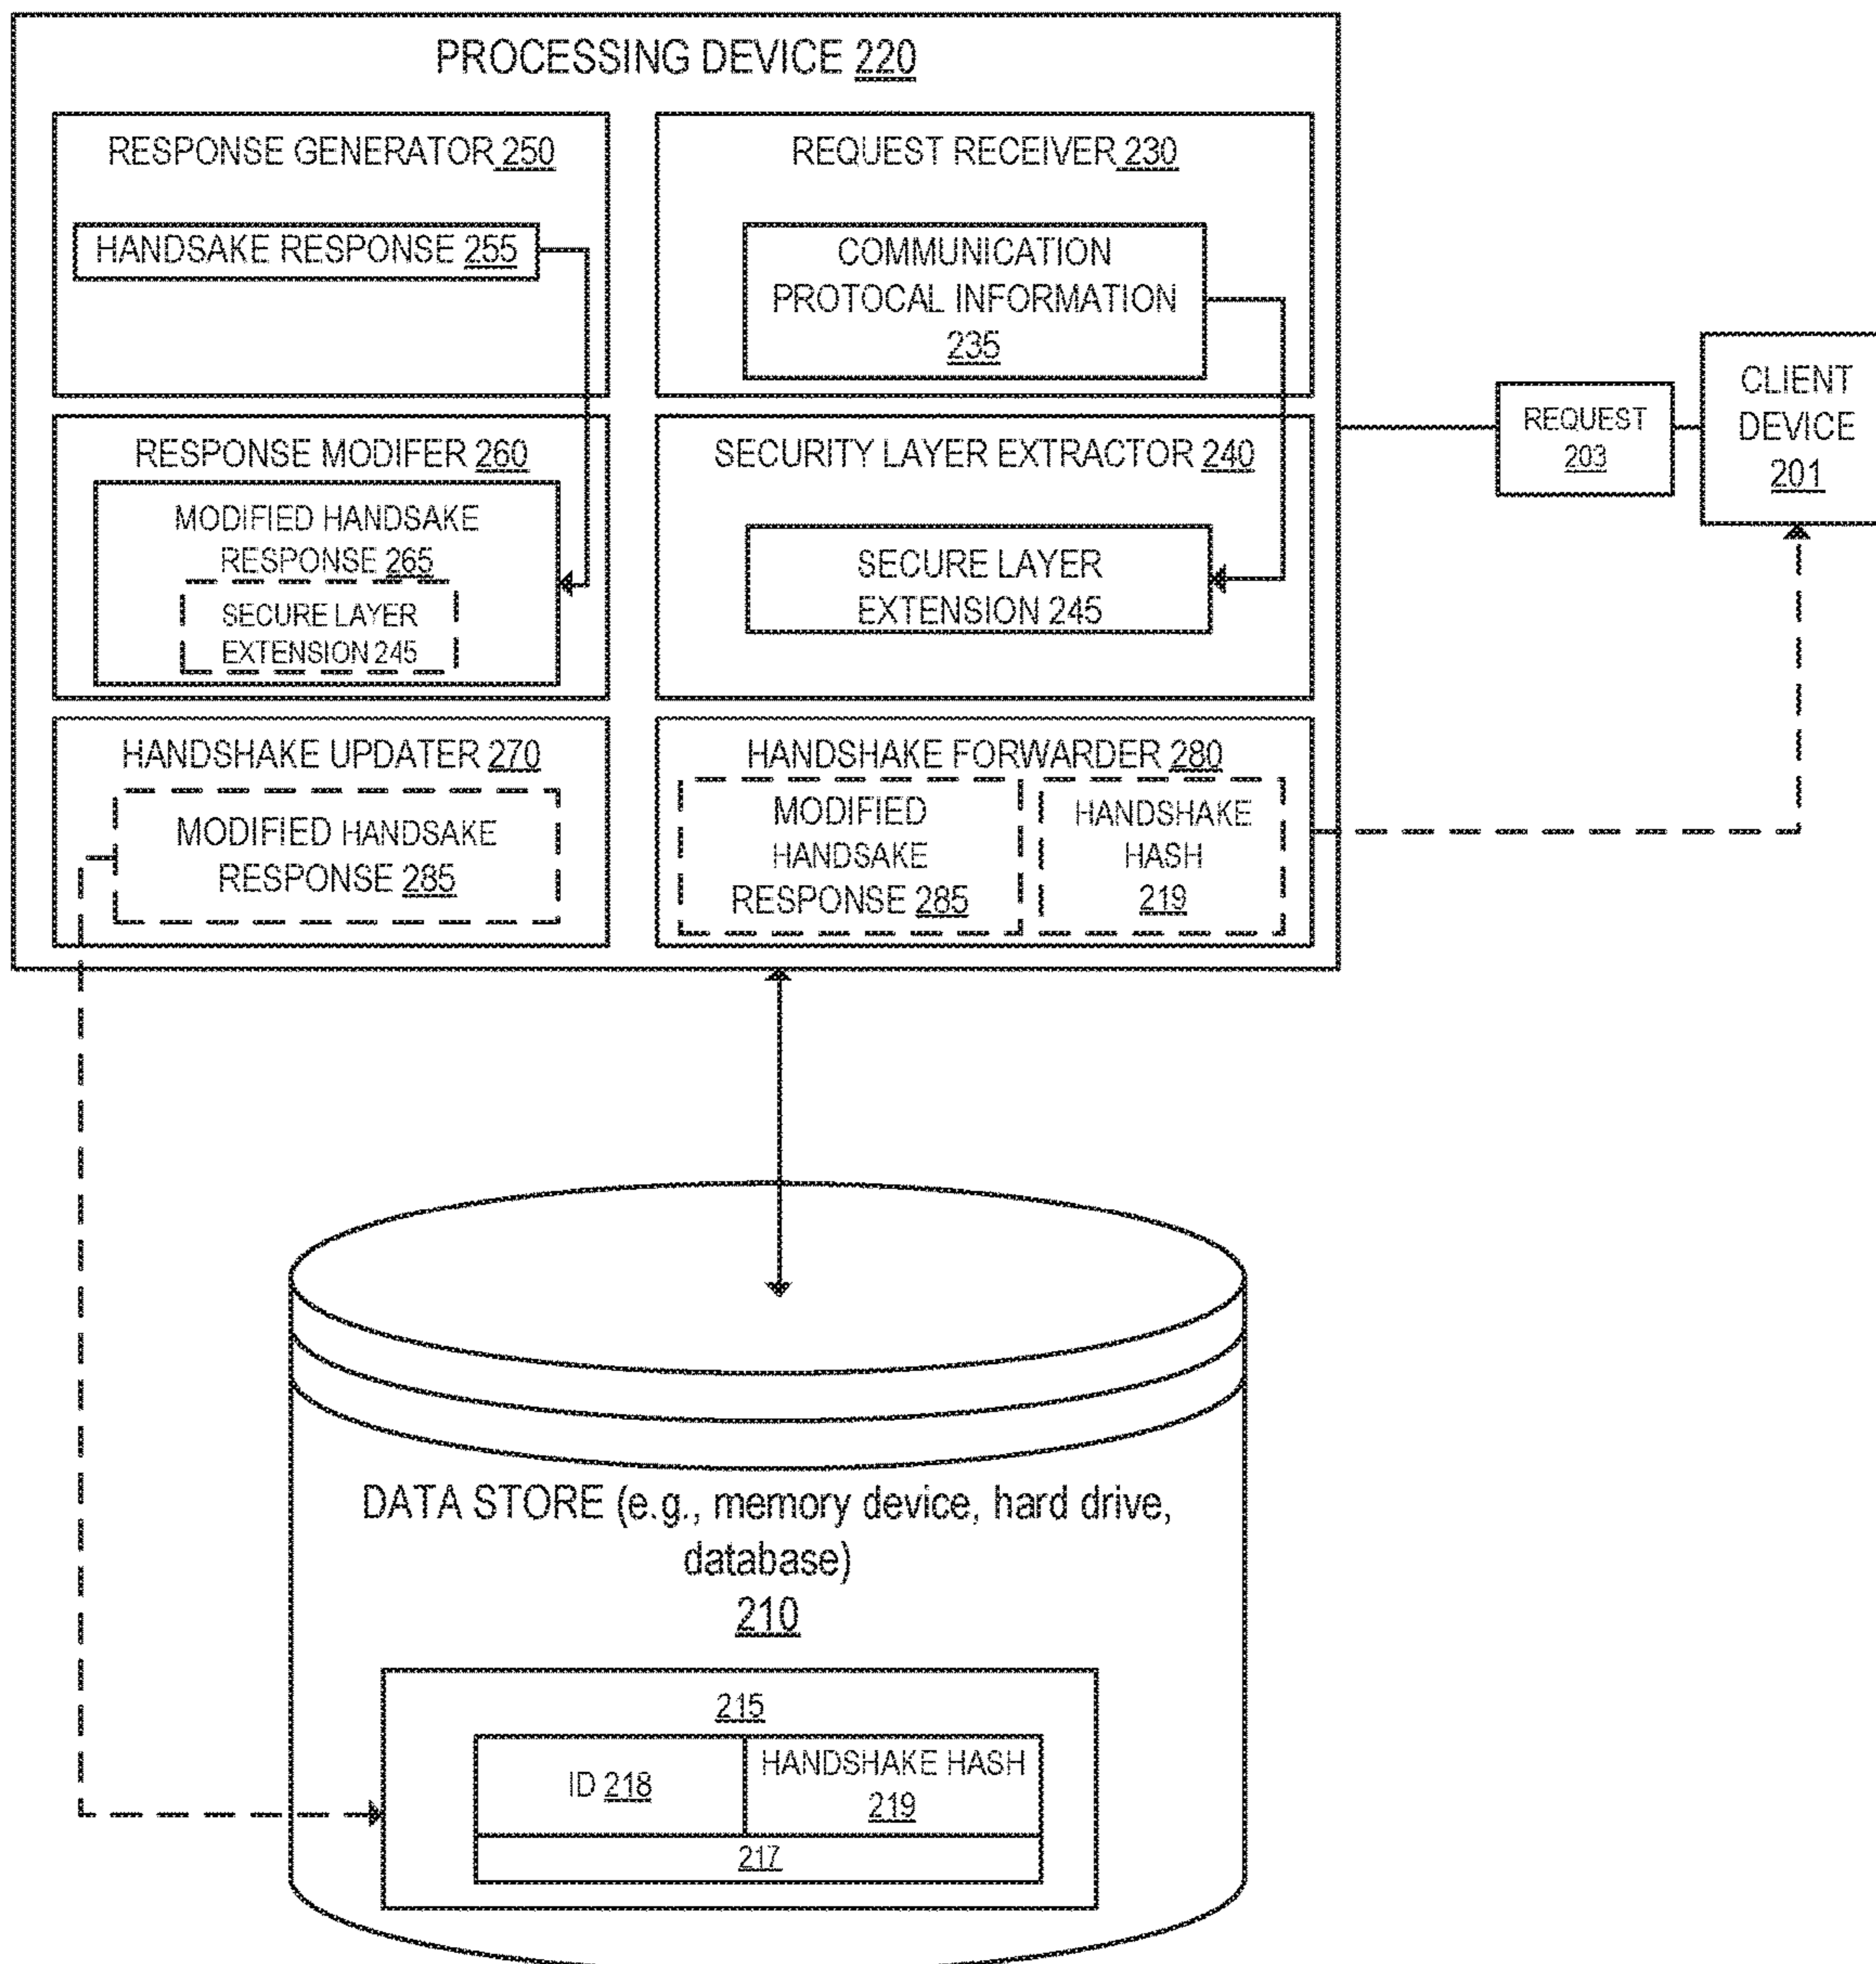 PROCESSING DEVICE 220
RESPONSE GENERATOR 250
HANDSAKE RESPONSE 255
REQUEST RECEIVER 230
COMMUNICATION
PROTOCAL INFORMATION
235
RESPONSE MODIFER 260
MODIFIED HANDSAKE
RESPONSE 265
SECURE LAYER
EXTENSION 245
SECURITY LAYER EXTRACTOR 240
SECURE LAYER
EXTENSION 245
HANDSHAKE UPDATER 270
MODIFIED HANDSAKE
RESPONSE 285
HANDSHAKE FORWARDER 280
MODIFIED
HANDSAKE
RESPONSE 285
HANDSHAKE
HASH
219
REQUEST
203
CLIENT
DEVICE
201
DATA STORE (e.g., memory device, hard drive,
database)
210
215
ID 218
HANDSHAKE HASH
219
217